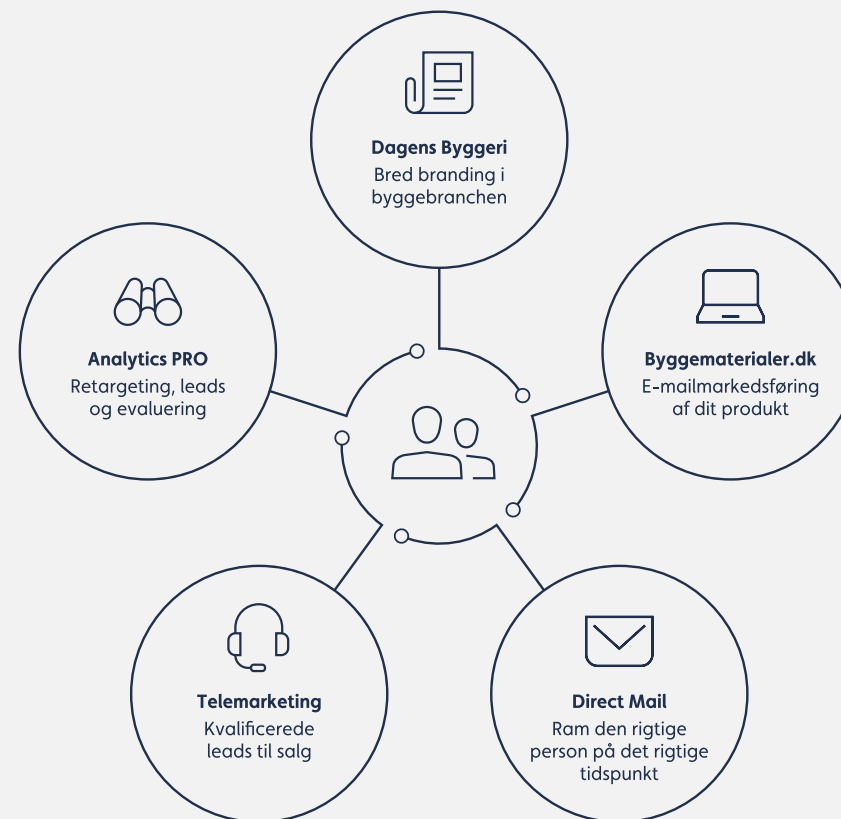 Dagens Byggeri
Bred branding i
byggebranchen
Analytics PRO
Retargeting, leads
og evaluering
Byggematerialer.dk
E-mailmarkedsføring
af dit produkt
Telemarketing
Kvalificerede
leads til salg
Direct Mail
Ram den rigtige
person på det rigtige
tidspunkt